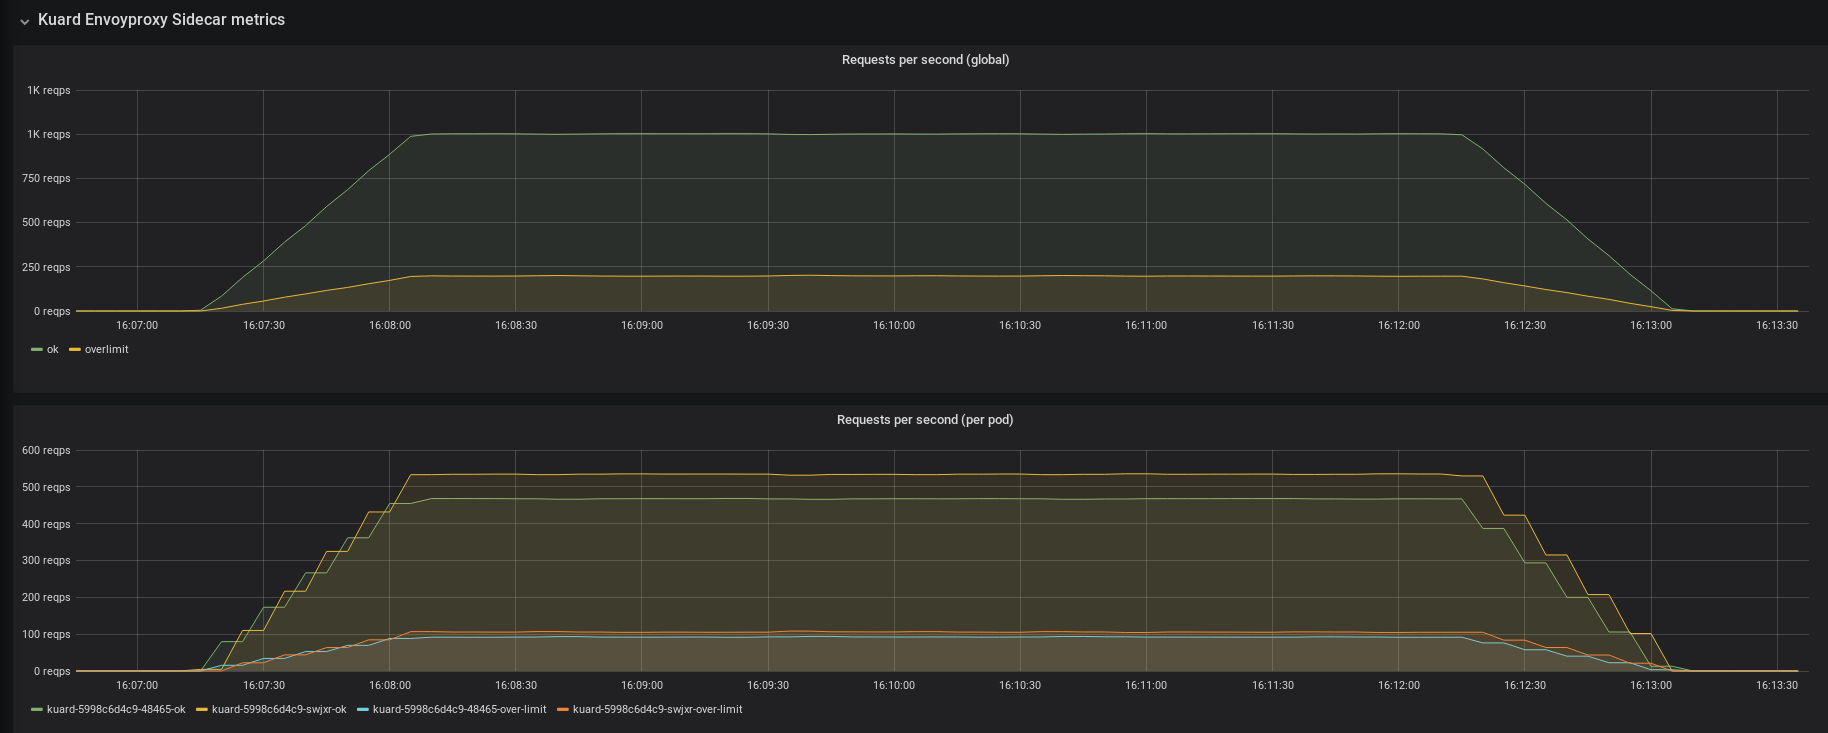 Kuard Envoyproxy Sidecar metrics
Requests per second (global)
1K reqps
1K reqps
750 reqps
500 reqps
250 reqps
0 reqps
16:07:00 16:07:30 16:08:00 16:08:30 16:09:00 16:09:30 16:10:00 16:10:30 16:11:00 16:11:30 16:12:00 16:12:30 16:13:00 16:13:30
ok overlimit
Requests per second (per pod)
600 reqps
500 reqps
400 reqps
300 reqps
200 reqps
100 reqps
0 reqps
16:07:00 16:07:30 16:08:00 16:08:30 16:09:00 16:09:30 16:10:00 16:10:30 16:11:00 16:11:30 16:12:00 16:12:30 16:13:00 16:13:30
kuard-5998c6d4c9-48465-ok kuard-5998c6d4c9-swjxr-ok kuard-5998c6d4c9-48465-over-limit kuard-5998c6d4c9-swjxr-over-limit